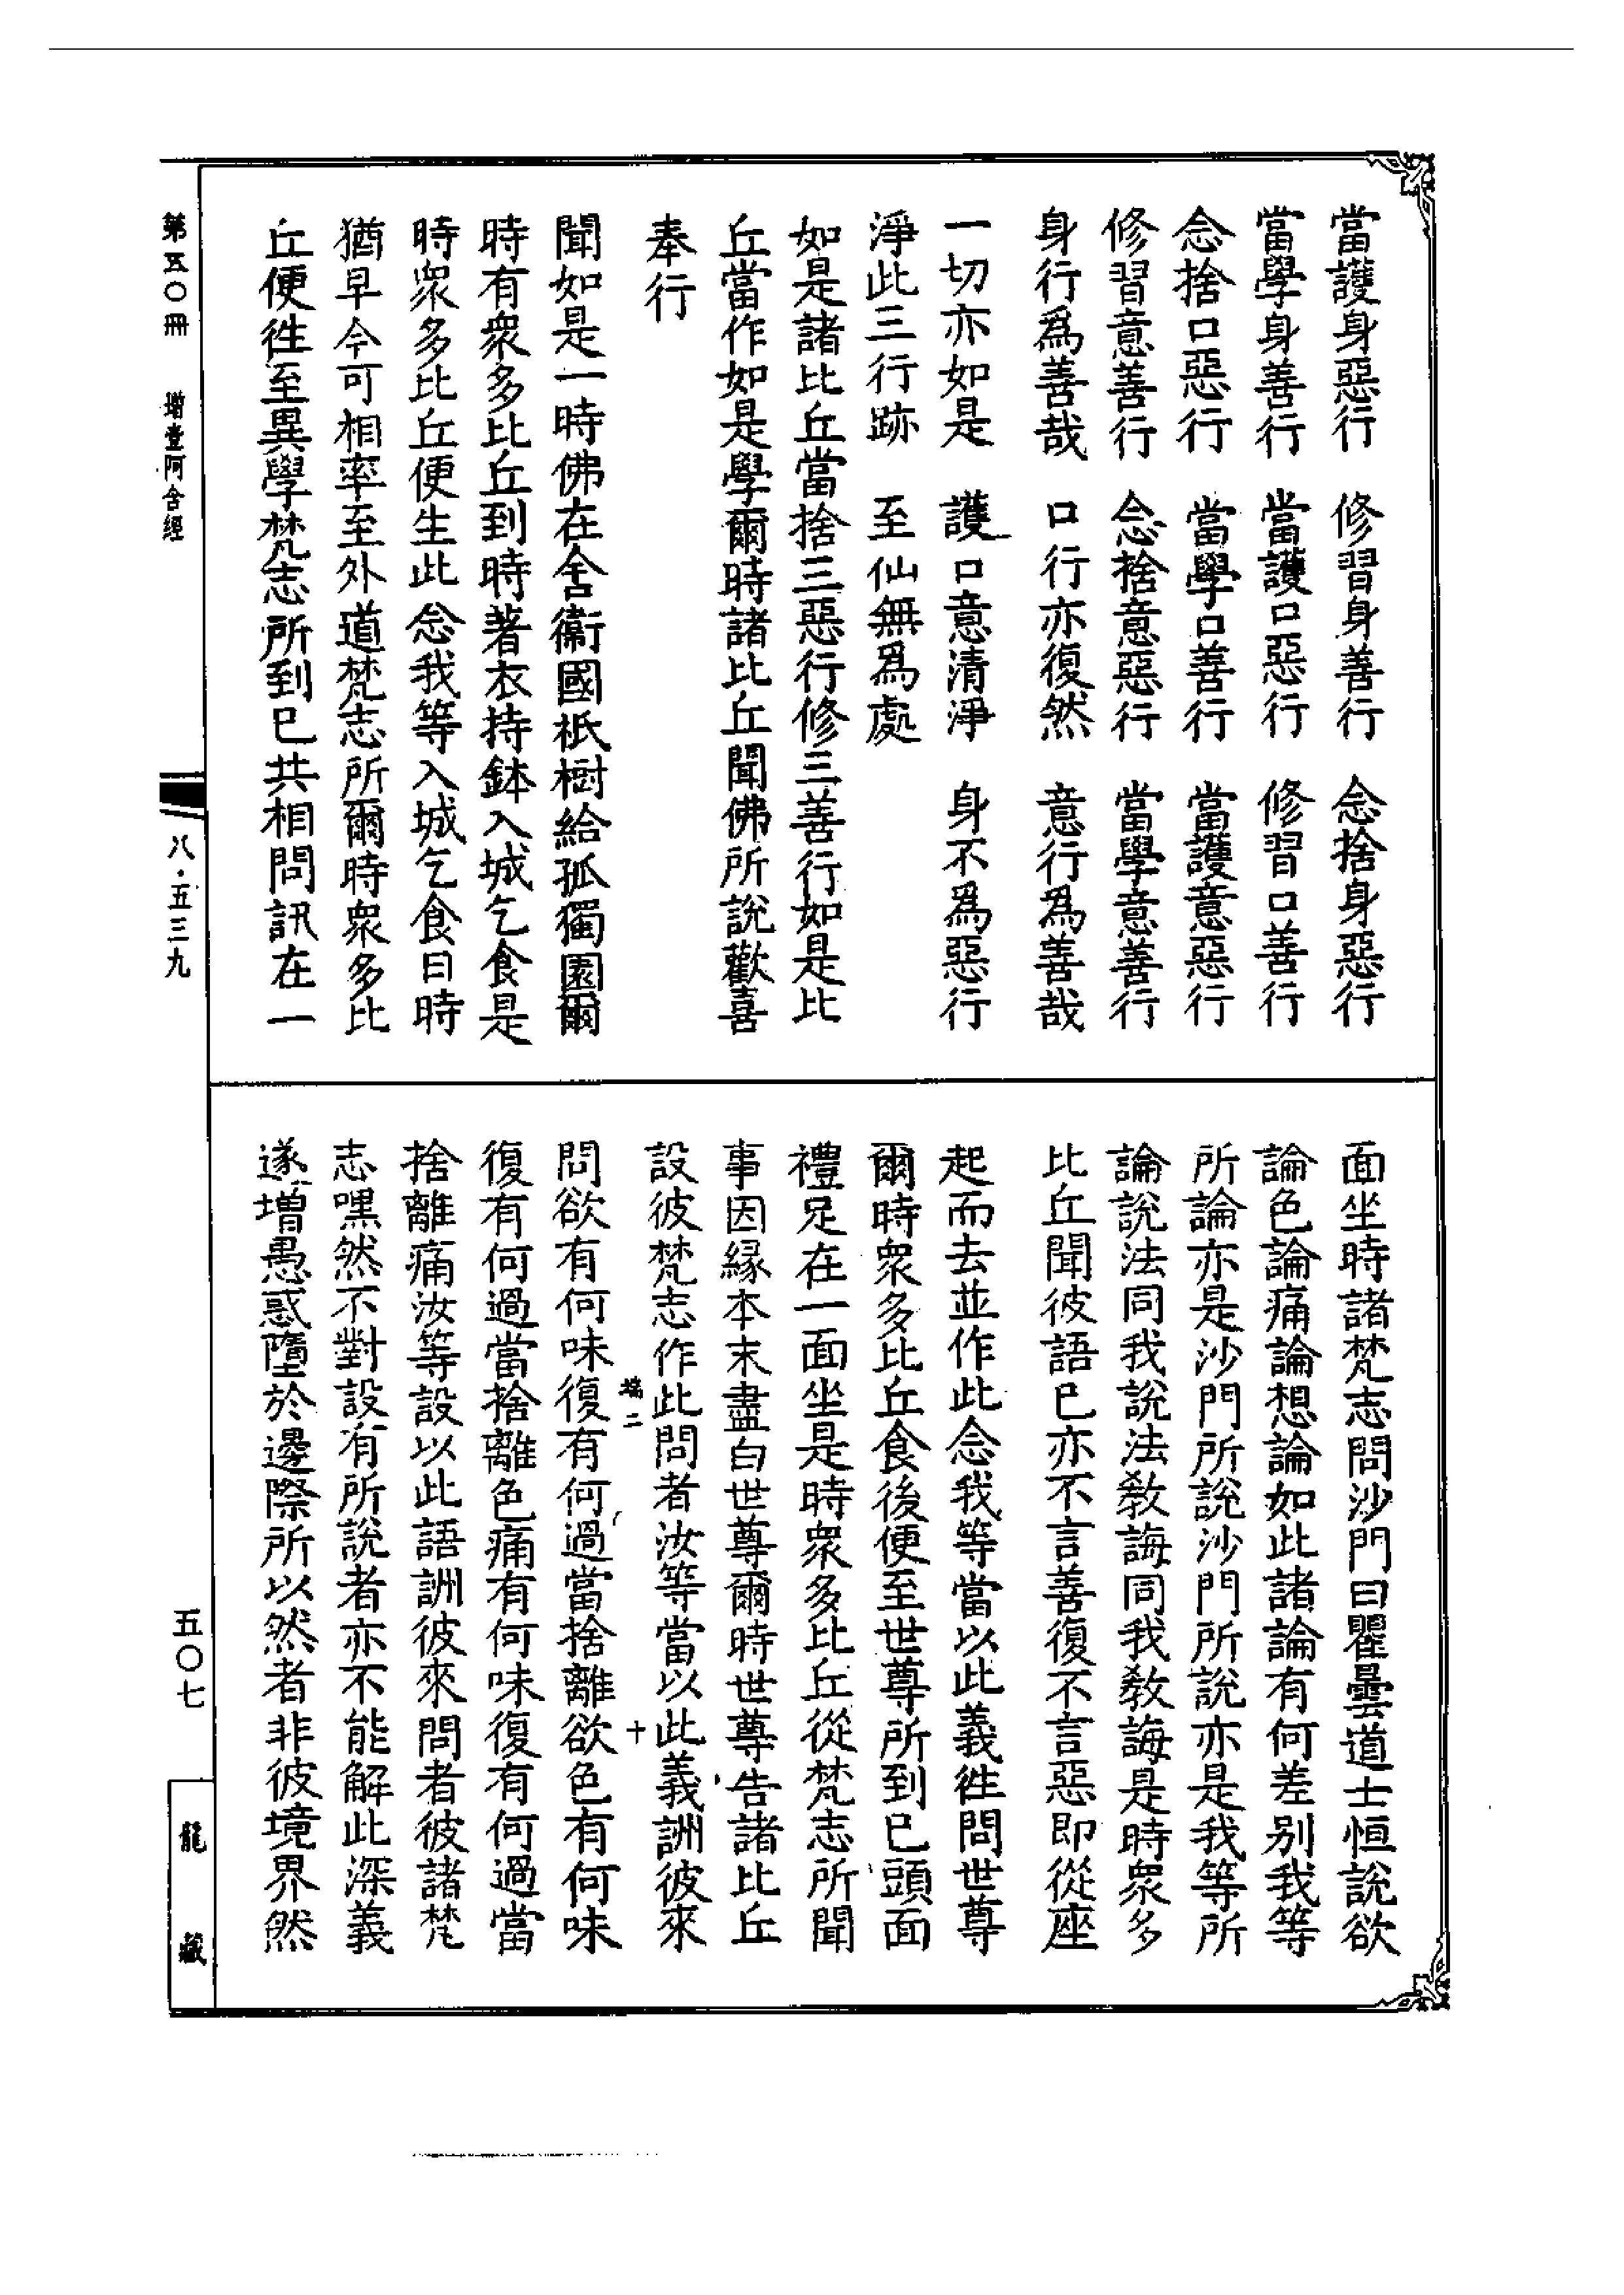 當護身惡行　修習身善行　念捨身惡行
當學身善行　當護口惡行　修習口善行
念捨口惡行　當學口善行　當護意惡行
修習意善行　念捨意惡行　當學意善行
身行爲善哉　口行亦復然　意行爲善哉
一切亦如是　護口意清淨　身不爲惡行
淨此三行跡　至仙無爲處
如是諸比丘當捨三惡行修三善行如是比
丘當作如是學爾時諸比丘聞佛所說歡喜
奉行
聞如是一時佛在舍衞國祇樹給孤獨園爾
時有衆多比丘到時著衣持鉢入城乞食是
時衆多比丘便生此念我等入城乞食日時
猶早今可相率至外道梵志所爾時衆多比
丘便徃至異學梵志所到已共相問訊在一
面坐時諸梵志問沙門曰瞿曇道士恒說欲
論色論痛論想論如此諸論有何差別我等
所論亦是沙門所說沙門所說亦是我等所
論說法同我說法敎誨同我敎誨是時衆多
比丘聞彼語已亦不言善復不言惡即從座
起而去並作此念我等當以此義徃問世尊
爾時衆多比丘食後便至世尊所到已頭面
禮足在一面坐是時衆多比丘從梵志所聞
事因緣本末盡白世尊爾時世尊告諸比丘
設彼梵志作此問者汝等當以此義詶彼來
端二　十
問欲有何味復有何過當捨離欲色有何味
復有何過當捨離色痛有何味復有何過當
捨離痛汝等設以此語詶彼來問者彼諸梵
志嘿然不對設有所說者亦不能解此深義
遂增愚惑墮於邊際所以然者非彼境界然
第五〇冊　增壹阿含經
八·五三九
五〇七
龍藏